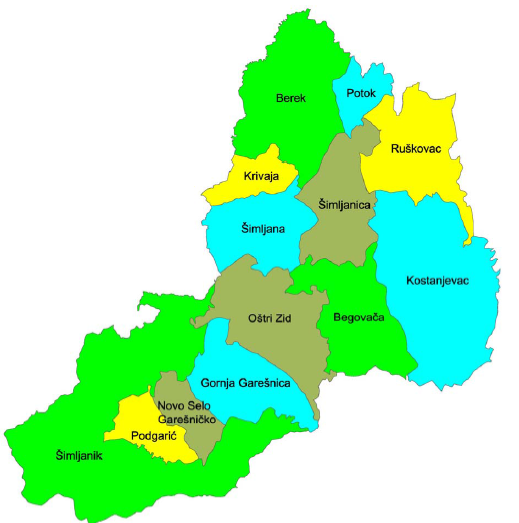 Berek
Potok
Ruškovac
Krivaja
Šimljanica
Šimljana
Kostanjevac
Oštri Zid
Begovača
Gornja Garešnica
Novo Selo
Garešničko
Podgarić
Šimljanik